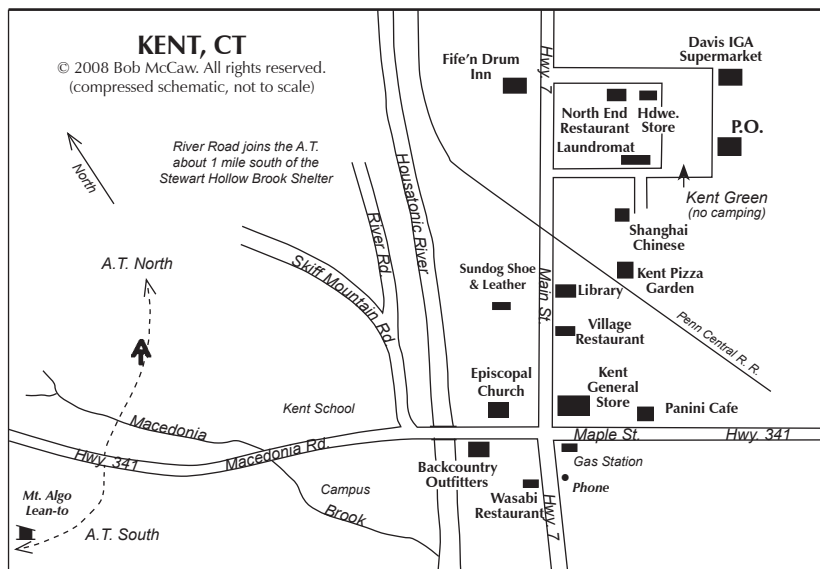 KENT, CT
© 2008 Bob McCaw. All rights reserved.
(compressed schematic, not to scale)
North
River Road joins the A.T.
about 1 mile south of the
Stewart Hollow Brook Shelter
A.T. North
Skiff Mountain Rd.
River Rd.
Housatonic River
Fife'n Drum
Inn
Hwy. 7
Davis IGA
Supermarket
North End
Restaurant
Hdwe.
Store
Laundromat
P.O.
Kent Green
(no camping)
Shanghai
Chinese
Kent Pizza
Garden
Sundog Shoe
& Leather
Main St.
Library
Village
Restaurant
Penn Central R. R.
Episcopal
Church
Kent
General
Store
Panini Cafe
Kent School
Macedonia
Hwy. 341
Macedonia Rd.
Maple St.
Hwy. 341
Backcountry
Outfitters
Gas Station
Phone
Wasabi
Restaurant
Hwy. 7
Campus
Brook
Mt. Algo
Lean-to
A.T. South